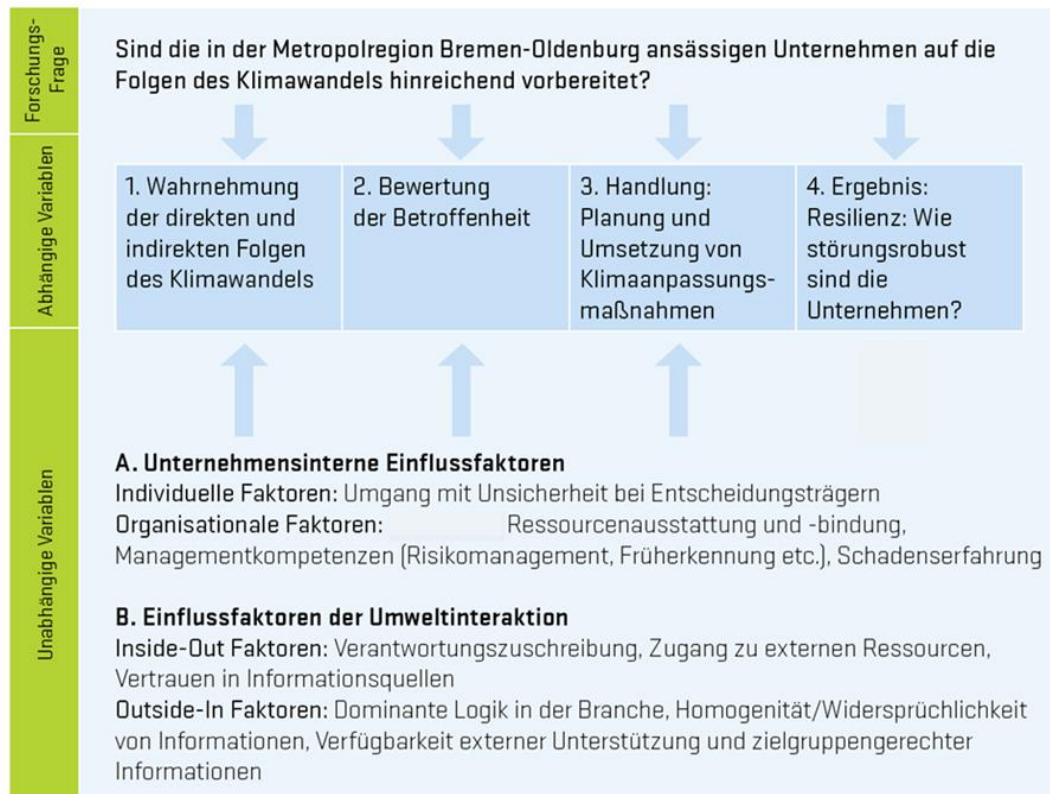 Forschungs-
Frage
Sind die in der Metropolregion Bremen-Oldenburg ansässigen Unternehmen auf die
Folgen des Klimawandels hinreichend vorbereitet?
Abhängige Variablen
1. Wahrnehmung
der direkten und
indirekten Folgen
des Klimawandels
2. Bewertung
der Betroffenheit
3. Handlung:
Planung und
Umsetzung von
Klimaanpassungs-
maßnahmen
4. Ergebnis:
Resilienz: Wie
störungsrobust
sind die
Unternehmen?
Unabhängige Variablen
A. Unternehmensinterne Einflussfaktoren
Individuelle Faktoren: Umgang mit Unsicherheit bei Entscheidungsträgern
Organisationale Faktoren: Ressourcenausstattung und -bindung,
Managementkompetenzen (Risikomanagement, Früherkennung etc.), Schadenserfahrung
B. Einflussfaktoren der Umweltinteraktion
Inside-Out Faktoren: Verantwortungszuschreibung, Zugang zu externen Ressourcen,
Vertrauen in Informationsquellen
Outside-In Faktoren: Dominante Logik in der Branche, Homogenität/Widersprüchlichkeit
von Informationen, Verfügbarkeit externer Unterstützung und zielgruppengerechter
Informationen